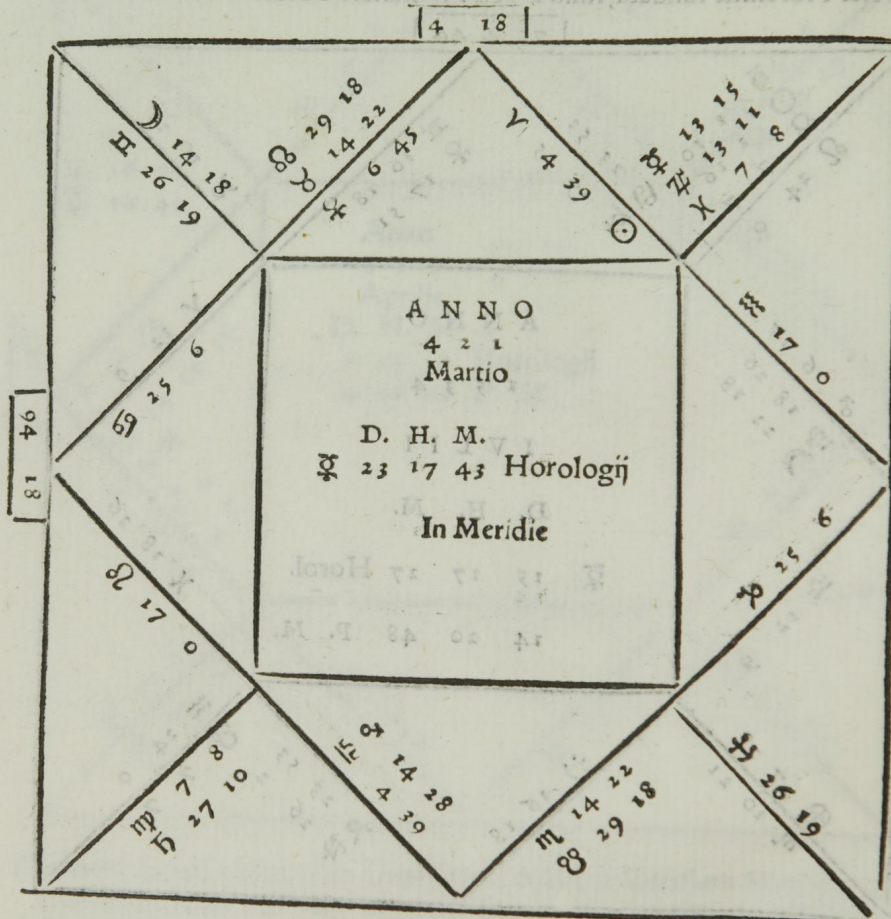 4 18
☽ 14 18
♊ 26 19
☊ 29 18
♉ 14 22
♀ 6 45
♈ 4 39
☉
☿ 13 15
♃ 13 11
♓ 7 8
♒ 17 0
♋ 25 6
94 18
ANNO
4 2 1
Martio
D. H. M.
☿ 23 17 43 Horologij
In Meridie
♑ 25 6
♌ 17 0
♍ 7 8
♄ 27 10
♂ 14 28
♎ 4 39
♏ 14 22
☋ 29 18
♐ 26 19